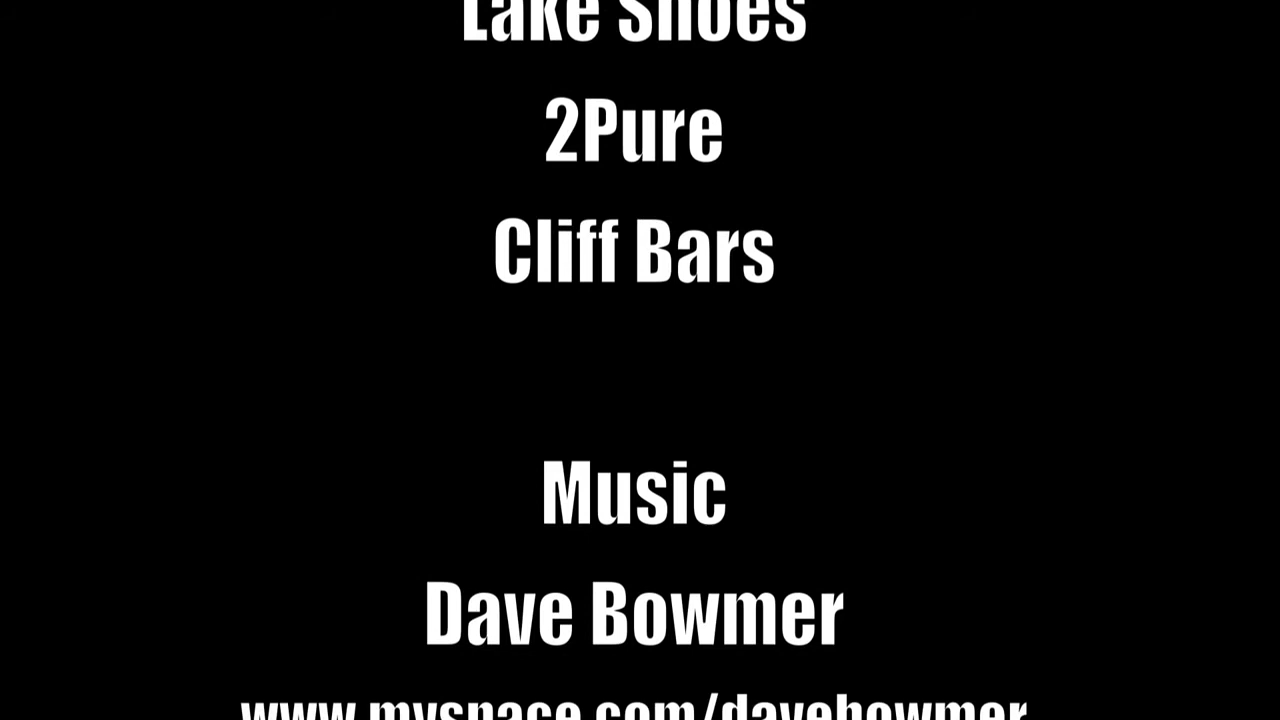 Lake Shoes
2Pure
Cliff Bars
Music
Dave Bowmer
www.myspace.com/davebowmer